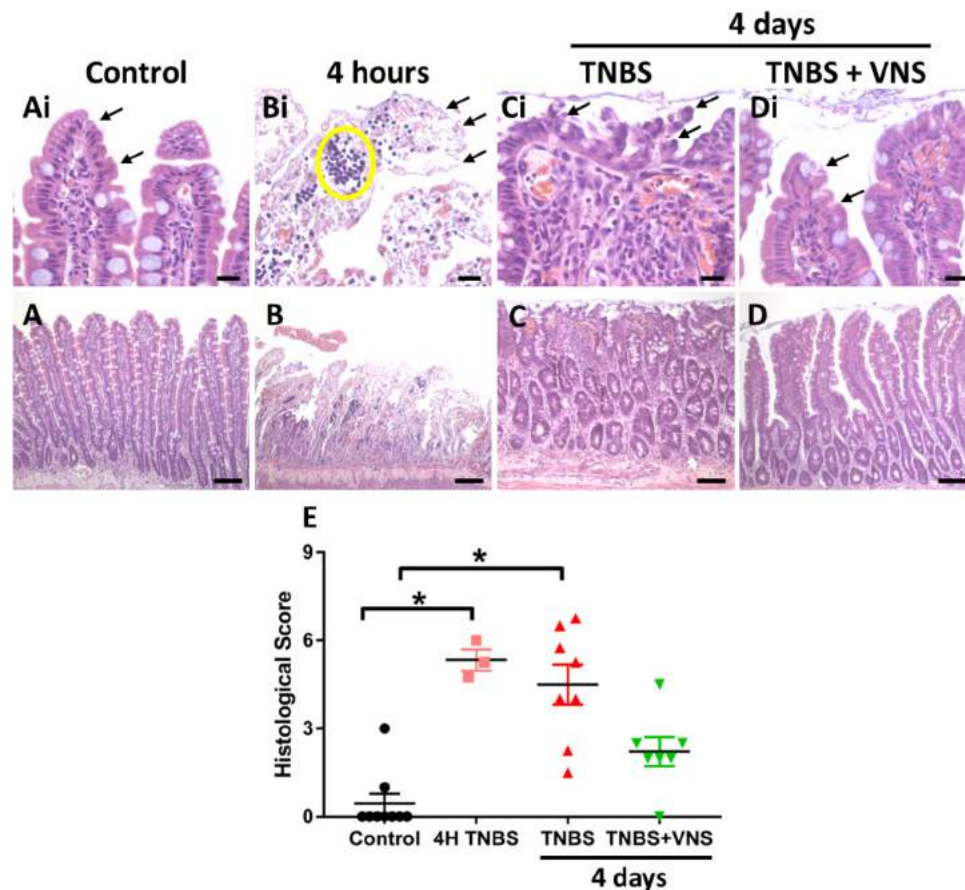 4 days
Control 4 hours TNBS TNBS + VNS
Ai Bi Ci Di
A B C D
E
9
* 
*
6
3
0
Histological Score
Control 4H TNBS TNBS TNBS+VNS
4 days